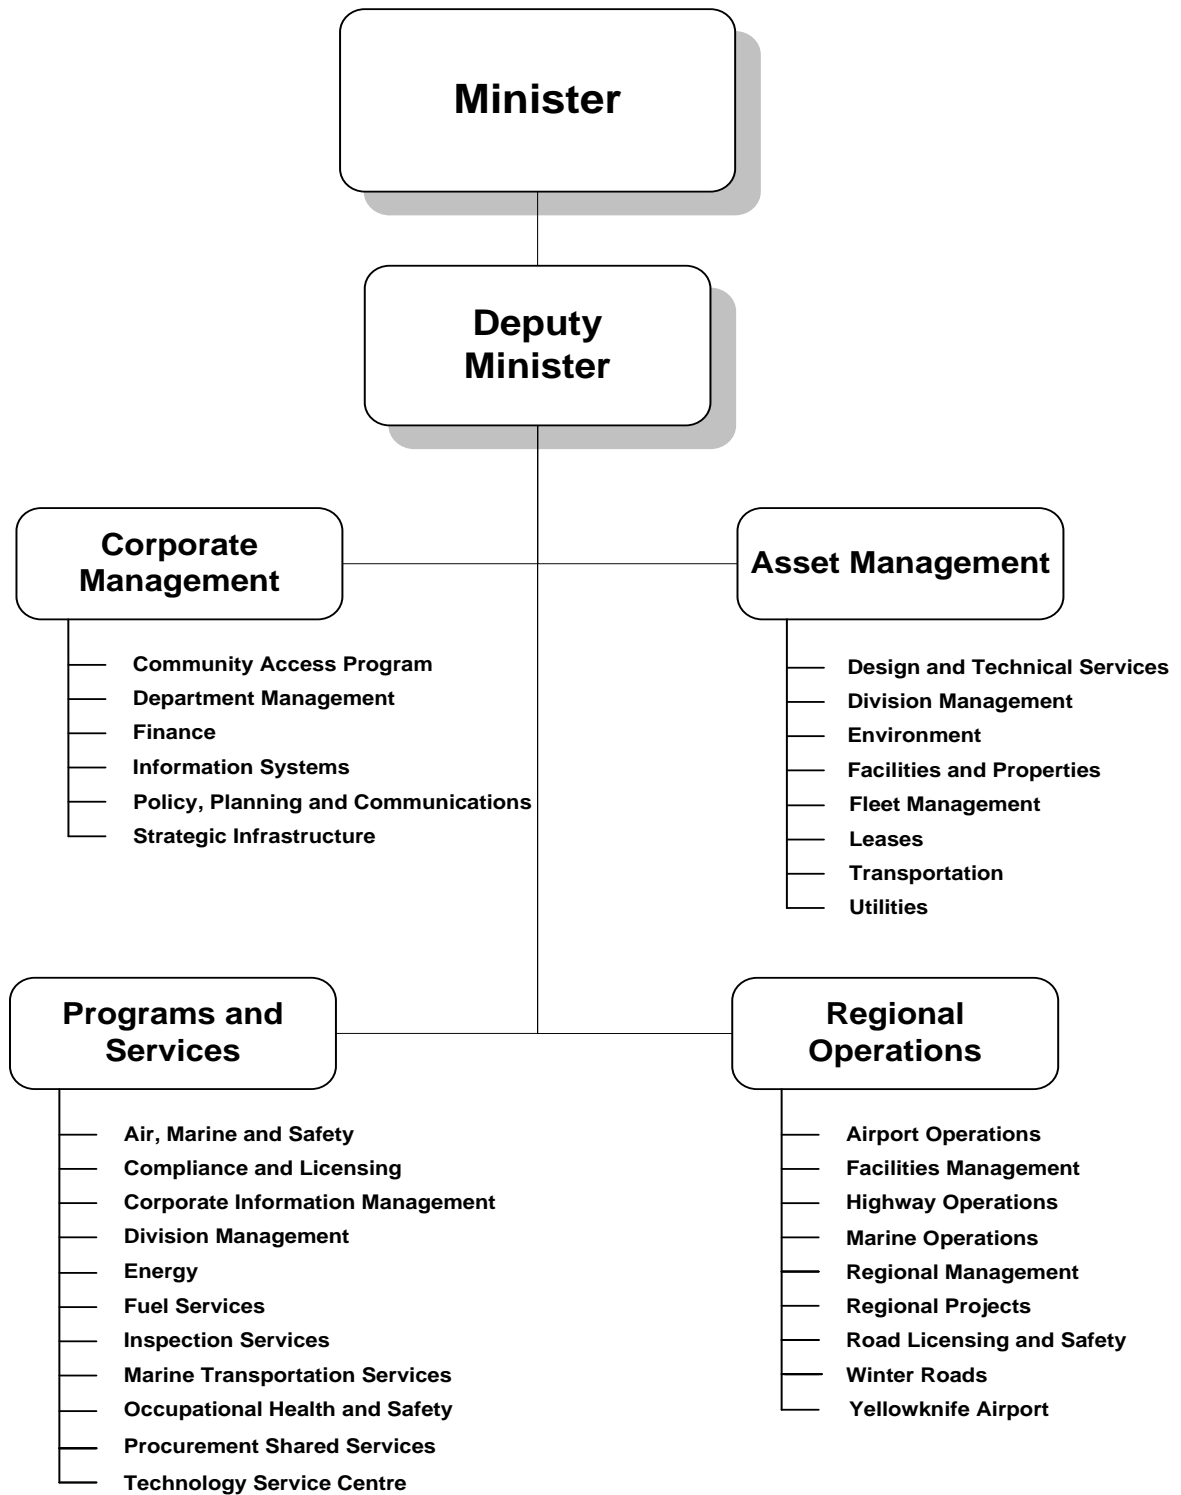 Minister
Deputy
Minister
Corporate
Management
Community Access Program
Department Management
Finance
Information Systems
Policy, Planning and Communications
Strategic Infrastructure
Asset Management
Design and Technical Services
Division Management
Environment
Facilities and Properties
Fleet Management
Leases
Transportation
Utilities
Programs and
Services
Air, Marine and Safety
Compliance and Licensing
Corporate Information Management
Division Management
Energy
Fuel Services
Inspection Services
Marine Transportation Services
Occupational Health and Safety
Procurement Shared Services
Technology Service Centre
Regional
Operations
Airport Operations
Facilities Management
Highway Operations
Marine Operations
Regional Management
Regional Projects
Road Licensing and Safety
Winter Roads
Yellowknife Airport